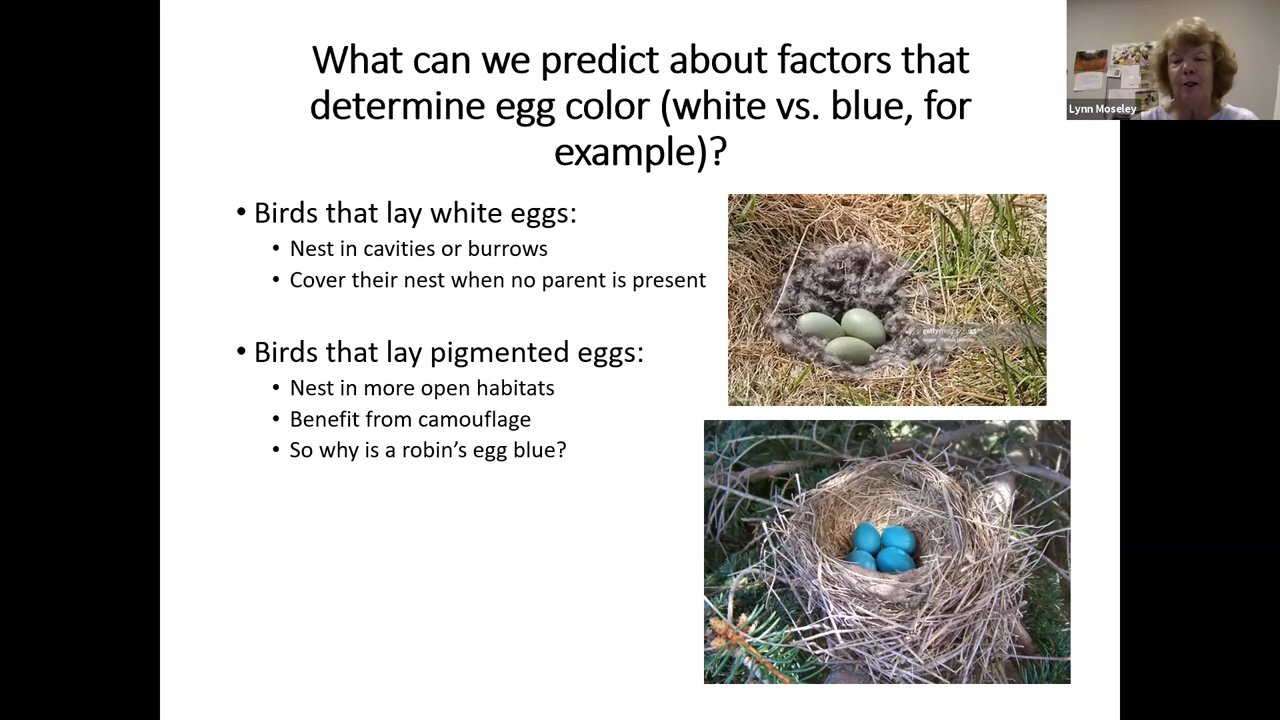 What can we predict about factors that
determine egg color (white vs. blue, for
example)?
Lynn Moseley
• Birds that lay white eggs:
• Nest in cavities or burrows
• Cover their nest when no parent is present
• Birds that lay pigmented eggs:
• Nest in more open habitats
• Benefit from camouflage
• So why is a robin's egg blue?
gettyimages